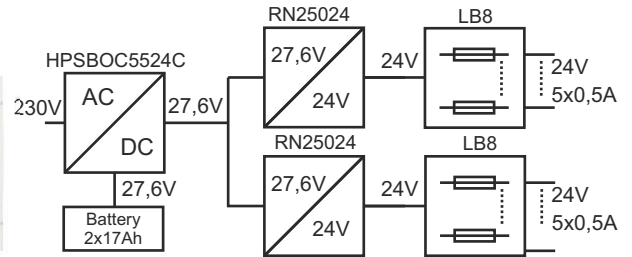 RN25024
LB8
HPSBOC5524C
27,6V
24V
24V
24V
5x0,5A
230V
AC
DC
27,6V
27,6V
Battery
2x17Ah
RN25024
LB8
27,6V
24V
24V
24V
5x0,5A